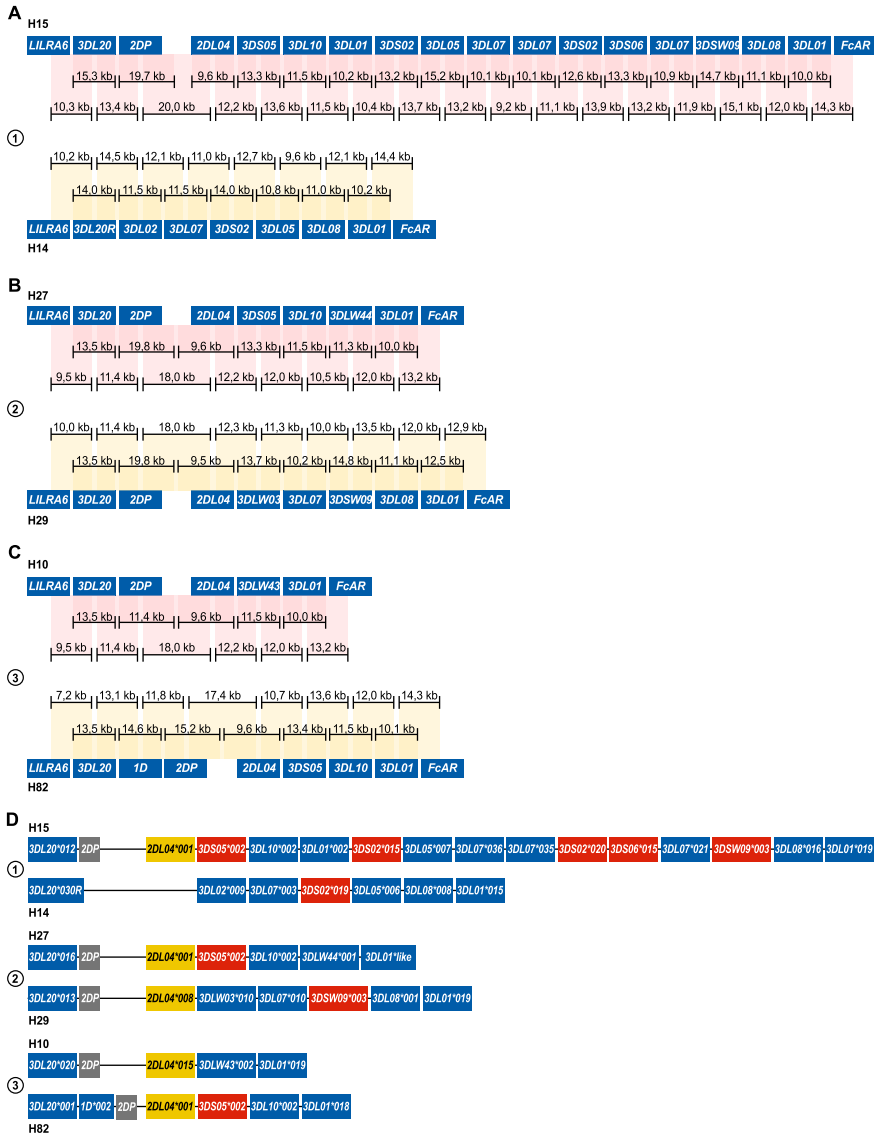 A
H15
LILRA6 3DL20 2DP 2DL04 3DS05 3DL10 3DL01 3DS02 3DL05 3DL07 3DL07 3DS02 3DS06 3DL07 3DSW09 3DL08 3DL01 FcAR
15,3 kb 19,7 kb 9,6 kb 13,3 kb 11,5 kb 10,2 kb 13,2 kb 15,2 kb 10,1 kb 10,1 kb 12,6 kb 13,3 kb 10,9 kb 14,7 kb 11,1 kb 10,0 kb
10,3 kb 13,4 kb 20,0 kb 12,2 kb 13,6 kb 11,5 kb 10,4 kb 13,7 kb 13,2 kb 9,2 kb 11,1 kb 13,9 kb 13,2 kb 11,9 kb 15,1 kb 12,0 kb 14,3 kb
1
10,2 kb 14,5 kb 12,1 kb 11,0 kb 12,7 kb 9,6 kb 12,1 kb 14,4 kb
14,0 kb 11,5 kb 11,5 kb 14,0 kb 10,8 kb 11,0 kb 10,2 kb
LILRA6 3DL20R 3DL02 3DL07 3DS02 3DL05 3DL08 3DL01 FcAR
H14
B
H27
LILRA6 3DL20 2DP 2DL04 3DS05 3DL10 3DLW44 3DL01 FcAR
13,5 kb 19,8 kb 9,6 kb 13,3 kb 11,5 kb 11,3 kb 10,0 kb
9,5 kb 11,4 kb 18,0 kb 12,2 kb 12,0 kb 10,5 kb 12,0 kb 13,2 kb
2
10,0 kb 11,4 kb 18,0 kb 12,3 kb 11,3 kb 10,0 kb 13,5 kb 12,0 kb 12,9 kb
13,5 kb 19,8 kb 9,5 kb 13,7 kb 10,2 kb 14,8 kb 11,1 kb 12,5 kb
LILRA6 3DL20 2DP 2DL04 3DLW03 3DL07 3DSW09 3DL08 3DL01 FcAR
H29
C
H10
LILRA6 3DL20 2DP 2DL04 3DLW43 3DL01 FcAR
13,5 kb 11,4 kb 9,6 kb 11,5 kb 10,0 kb
9,5 kb 11,4 kb 18,0 kb 12,2 kb 12,0 kb 13,2 kb
3
7,2 kb 13,1 kb 11,8 kb 17,4 kb 10,7 kb 13,6 kb 12,0 kb 14,3 kb
13,5 kb 14,6 kb 15,2 kb 9,6 kb 13,4 kb 11,5 kb 10,1 kb
LILRA6 3DL20 1D 2DP 2DL04 3DS05 3DL10 3DL01 FcAR
H82
D
H15
3DL20*012 2DP 2DL04*001 3DS05*002 3DL10*002 3DL01*002 3DS02*015 3DL05*007 3DL07*036 3DL07*035 3DS02*020 3DS06*015 3DL07*021 3DSW09*003 3DL08*016 3DL01*019
1
3DL20*030R 3DL02*009 3DL07*003 3DS02*019 3DL05*006 3DL08*008 3DL01*015
H14
H27
3DL20*016 2DP 2DL04*001 3DS05*002 3DL10*002 3DLW44*001 3DL01*like
2
3DL20*013 2DP 2DL04*008 3DLW03*010 3DL07*010 3DSW09*003 3DL08*001 3DL01*019
H29
H10
3DL20*020 2DP 2DL04*015 3DLW43*002 3DL01*019
3
3DL20*001 1D*002 2DP 2DL04*001 3DS05*002 3DL10*002 3DL01*018
H82